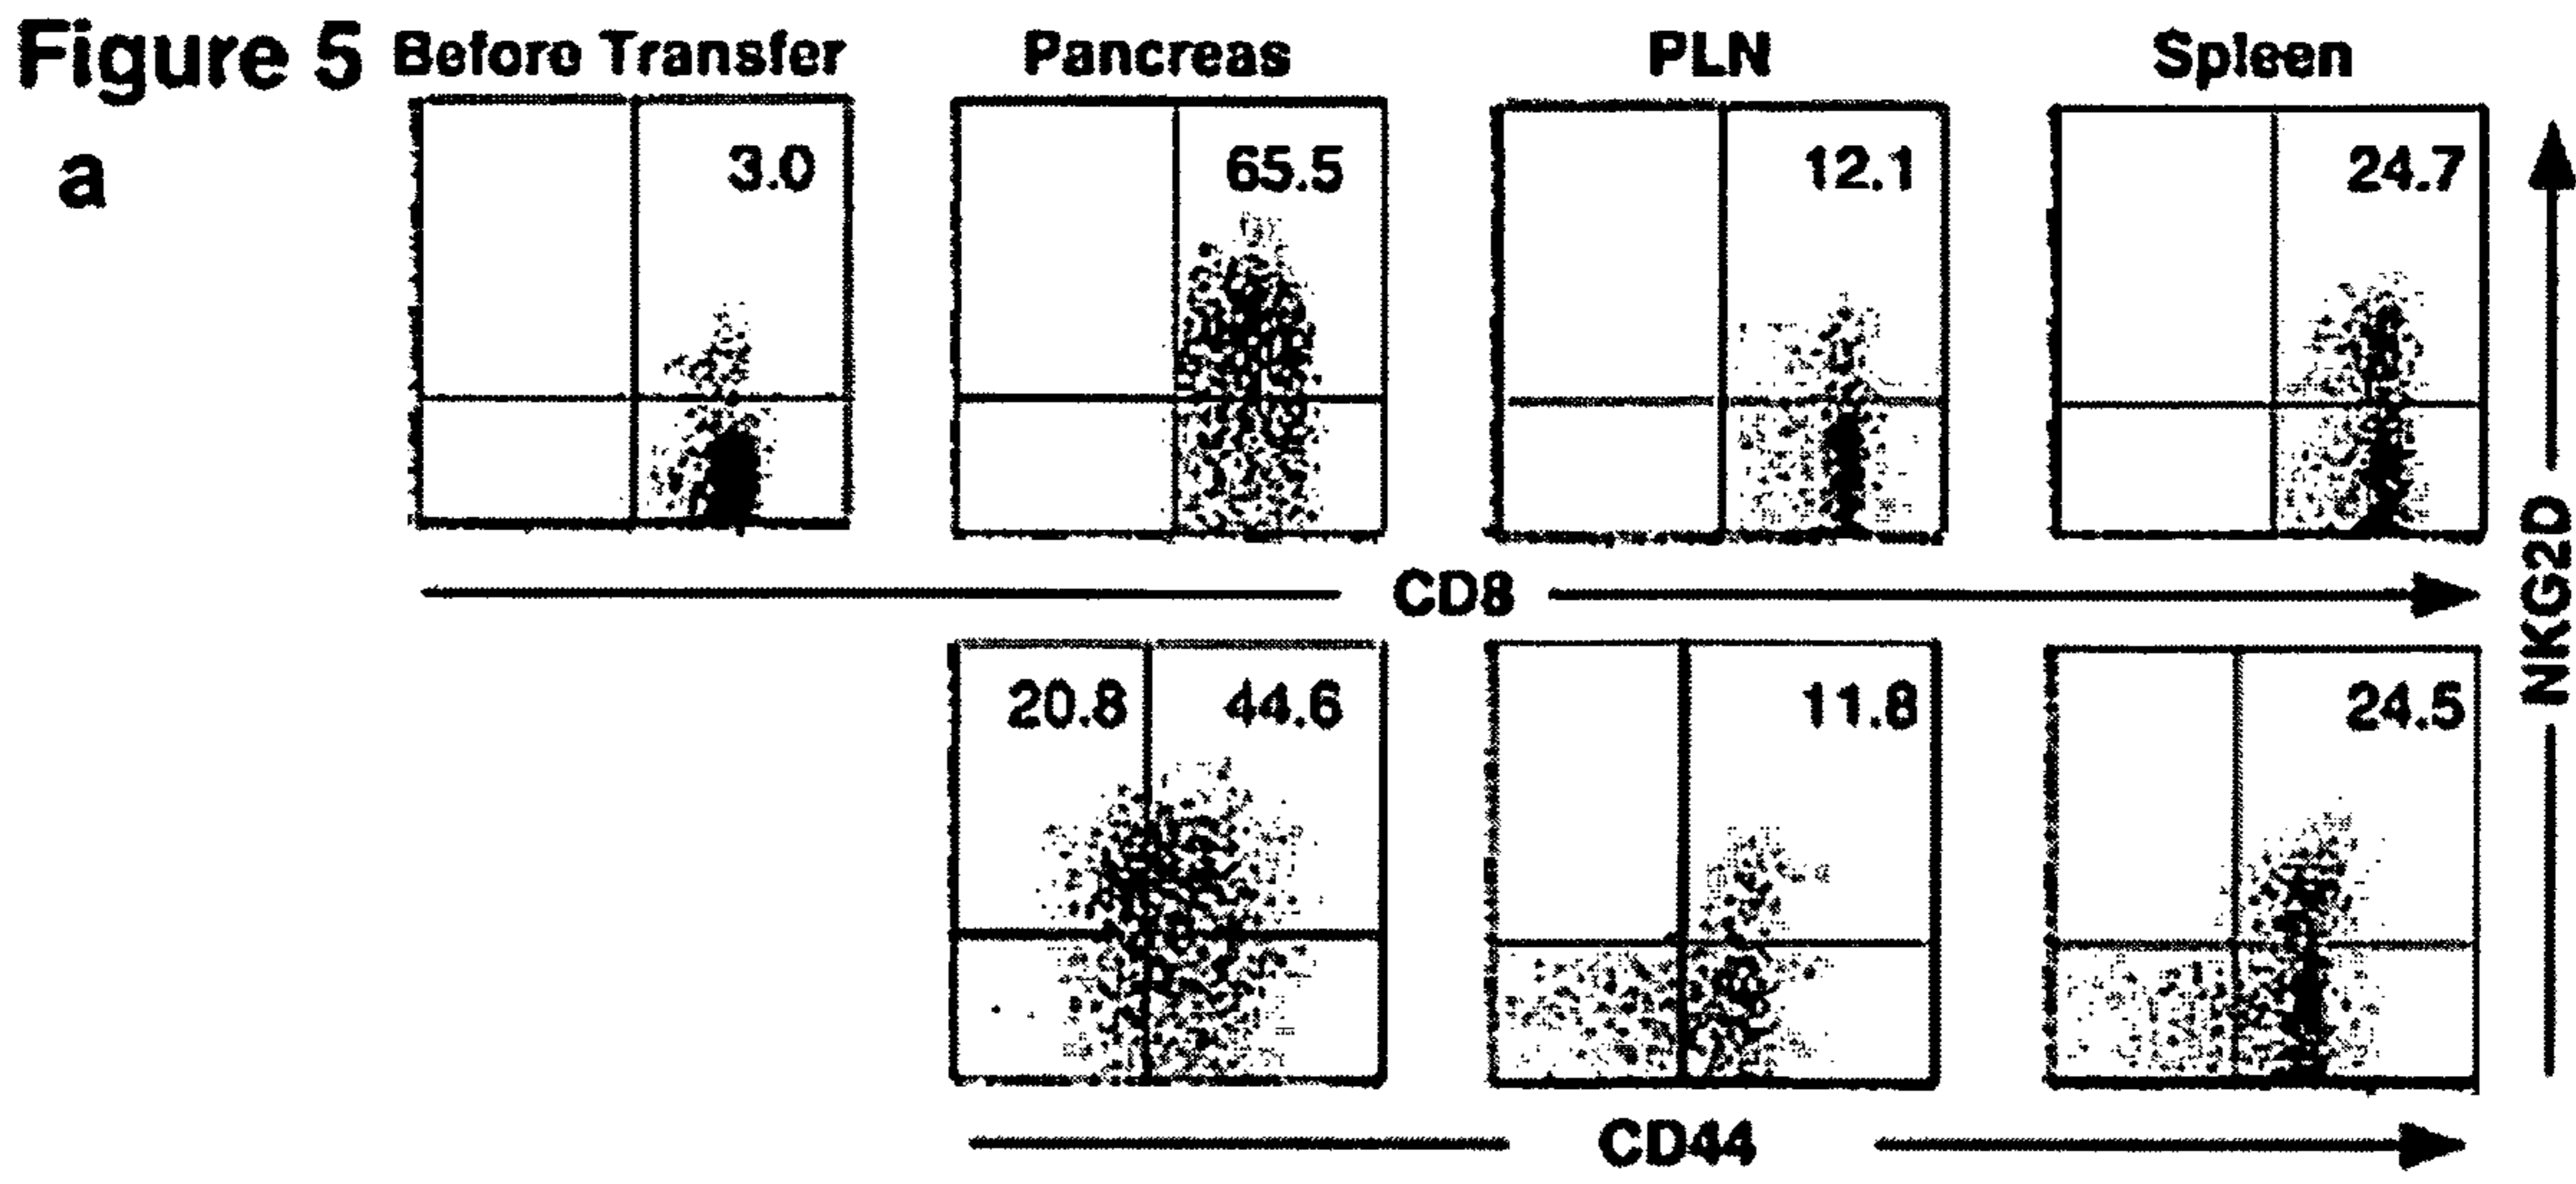 Figure 5 Before Transfer Pancreas PLN Spleen
a
3.0 65.5 12.1 24.7
CD8
NKG2D
20.8 44.6 11.8 24.5
CD44